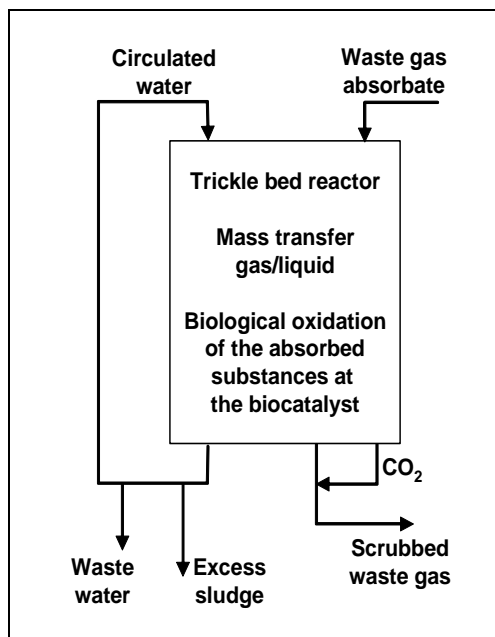 Circulated
water
Waste gas
absorbate
Trickle bed reactor
Mass transfer
gas/liquid
Biological oxidation
of the absorbed
substances at
the biocatalyst
CO₂
Waste
water
Excess
sludge
Scrubbed
waste gas